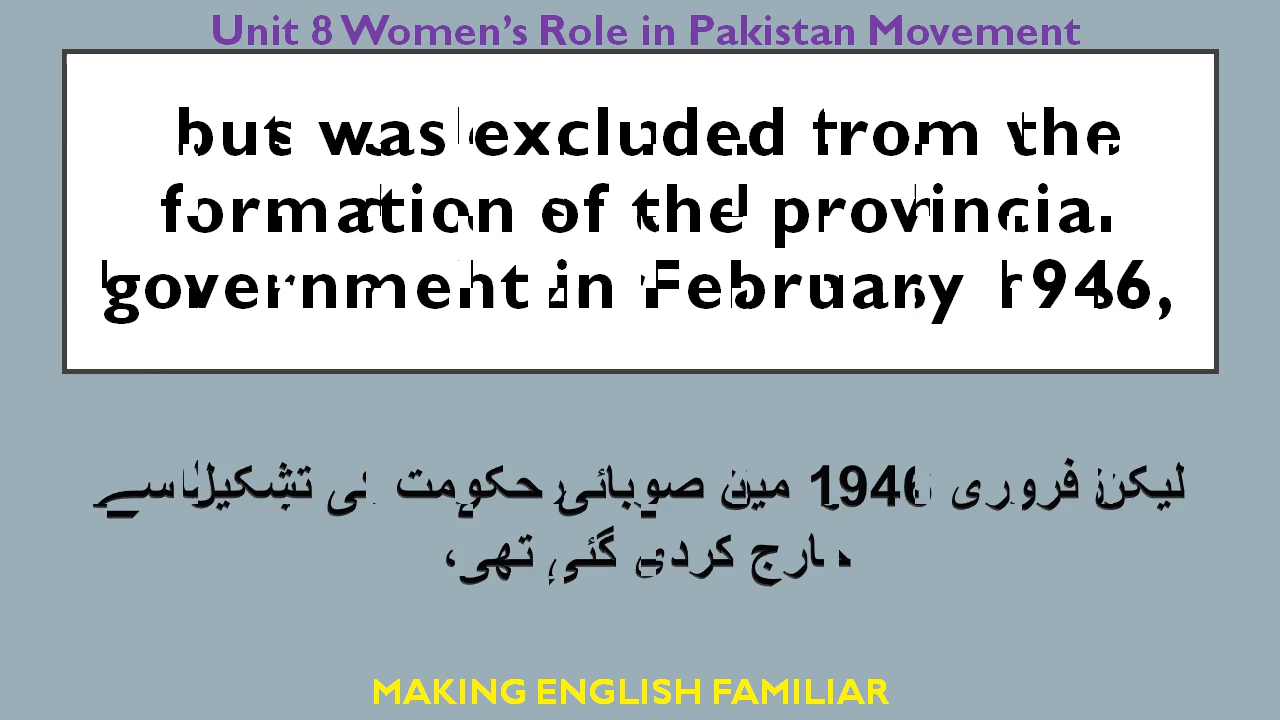 Unit 8 Women's Role in Pakistan Movement
but was excluded from the
formation of the provincial
government in February 1946,
لیکن فروری 1946 میں صوبائی حکومت کی تشکیل سے
خارج کردی گئی تھی،
MAKING ENGLISH FAMILIAR